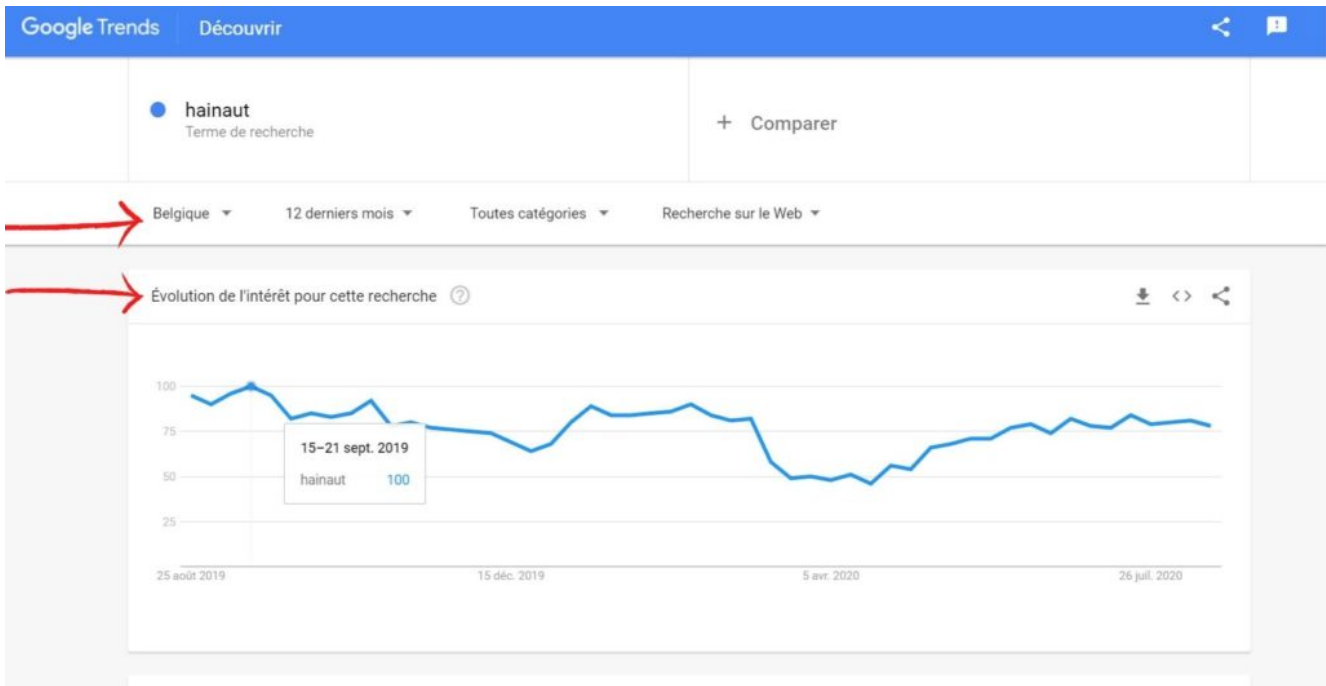 Google Trends Découvrir
hainaut
Terme de recherche
+ Comparer
Belgique 12 derniers mois Toutes catégories Recherche sur le Web
Évolution de l'intérêt pour cette recherche ?
100
75
50
25
15–21 sept. 2019
hainaut 100
25 août 2019 15 déc. 2019 5 avr. 2020 26 juil. 2020